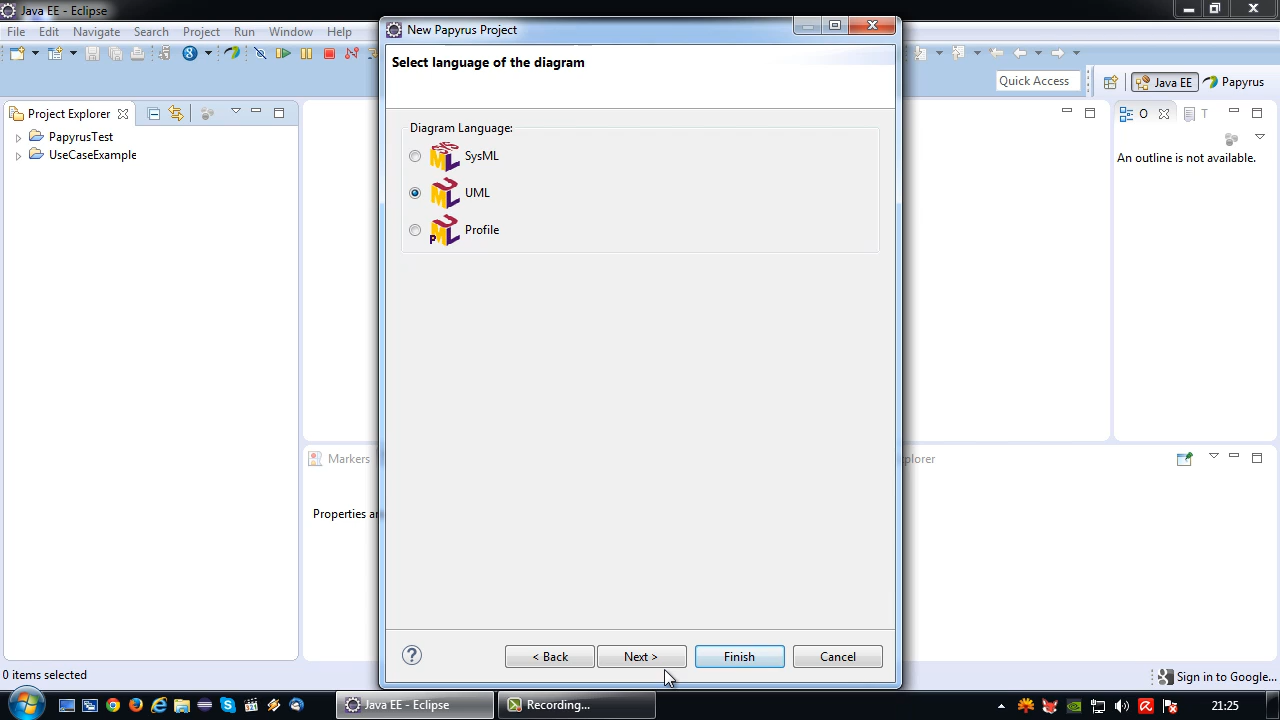 Java EE - Eclipse
File Edit Navigate Search Project Run Window Help
Quick Access
Java EE
Papyrus
Project Explorer
PapyrusTest
UseCaseExample
New Papyrus Project
Select language of the diagram
Diagram Language:
SysML
UML
Profile
O
T
An outline is not available.
Markers
plorer
Properties ar
< Back
Next >
Finish
Cancel
0 items selected
Sign in to Google...
Java EE - Eclipse
Recording...
21:25